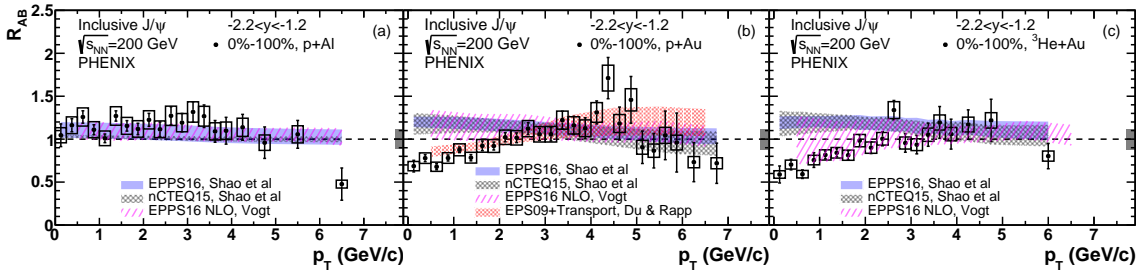 R_AB
2.5
2
1.5
1
0.5
0
Inclusive J/ψ
-2.2<y<-1.2
(a)
√s_NN=200 GeV
0%-100%, p+Al
PHENIX
EPPS16, Shao et al
nCTEQ15, Shao et al
EPPS16 NLO, Vogt
0 1 2 3 4 5 6 7
p_T (GeV/c)
Inclusive J/ψ
-2.2<y<-1.2
(b)
√s_NN=200 GeV
0%-100%, p+Au
PHENIX
EPPS16, Shao et al
nCTEQ15, Shao et al
EPPS16 NLO, Vogt
EPS09+Transport, Du & Rapp
0 1 2 3 4 5 6 7
p_T (GeV/c)
Inclusive J/ψ
-2.2<y<-1.2
(c)
√s_NN=200 GeV
0%-100%, ³He+Au
PHENIX
EPPS16, Shao et al
nCTEQ15, Shao et al
EPPS16 NLO, Vogt
0 1 2 3 4 5 6 7
p_T (GeV/c)